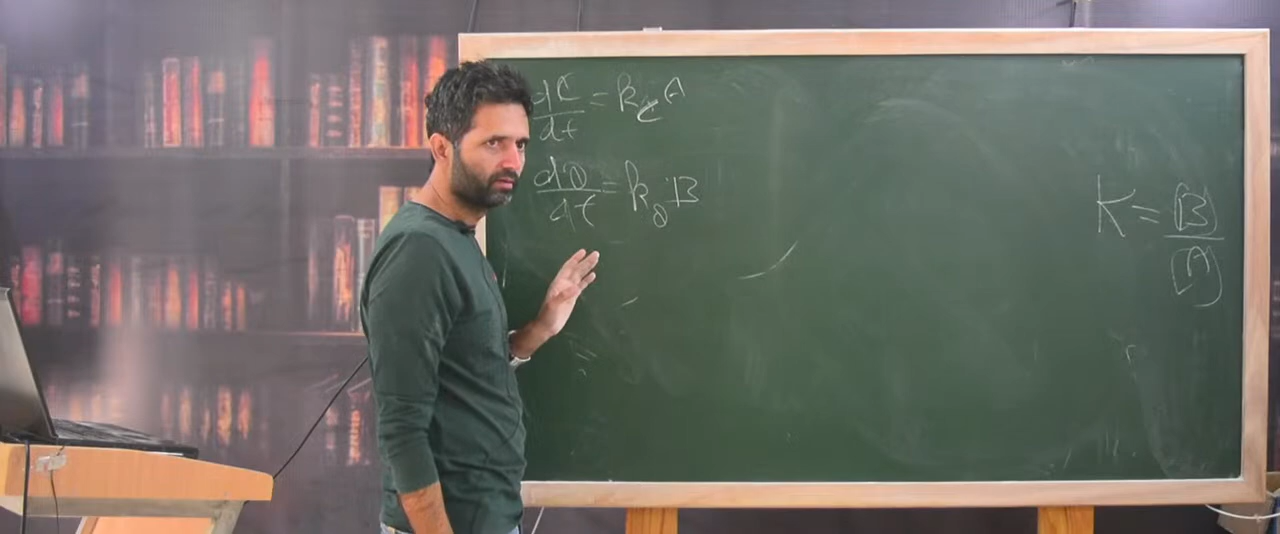 dC/dt = k_C A
dD/dt = k_D B
K = [B]/[A]